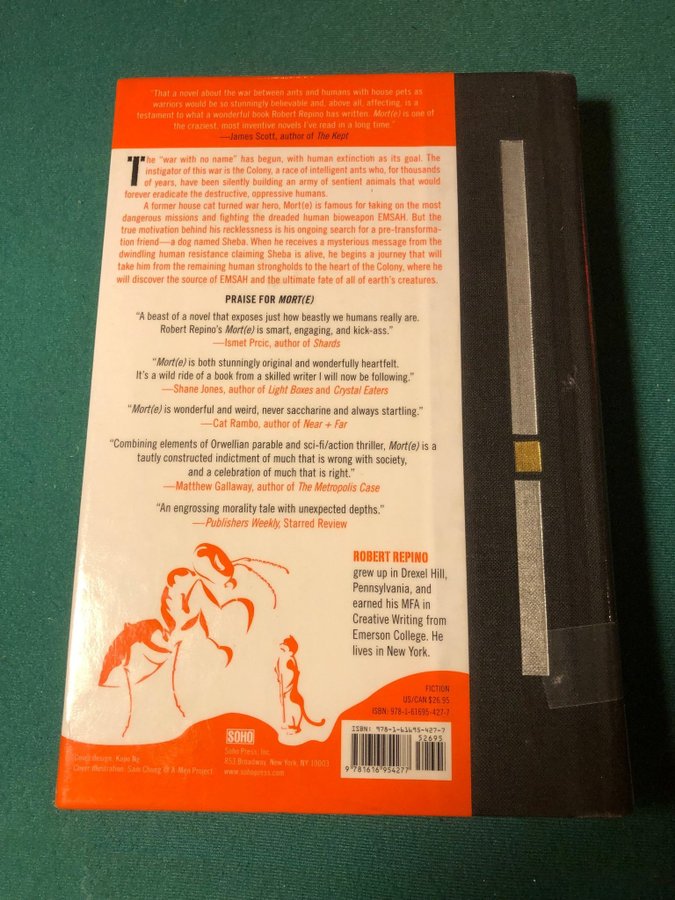 "That a novel about the war between ants and humans with house pets as
warriors would be so stunningly believable and, above all, affecting, is a
testament to what a wonderful book Robert Repino has written. Mort(e) is one of
the craziest, most inventive novels I've read in a long time."
—James Scott, author of The Kept
The "war with no name" has begun, with human extinction as its goal. The
instigator of this war is the Colony, a race of intelligent ants who, for thousands
of years, have been silently building an army of sentient animals that would
forever eradicate the destructive, oppressive humans.
A former house cat turned war hero, Mort(e) is famous for taking on the most
dangerous missions and fighting the dreaded human bioweapon EMSAH. But the
true motivation behind his recklessness is his ongoing search for a pre-transforma-
tion friend—a dog named Sheba. When he receives a mysterious message from the
dwindling human resistance claiming Sheba is alive, he begins a journey that will
take him from the remaining human strongholds to the heart of the Colony, where he
will discover the source of EMSAH and the ultimate fate of all of earth's creatures.
PRAISE FOR MORT(E)
"A beast of a novel that exposes just how beastly we humans really are.
Robert Repino's Mort(e) is smart, engaging, and kick-ass."
—Ismet Prcic, author of Shards
"Mort(e) is both stunningly original and wonderfully heartfelt.
It's a wild ride of a book from a skilled writer I will now be following."
—Shane Jones, author of Light Boxes and Crystal Eaters
"Mort(e) is wonderful and weird, never saccharine and always startling."
—Cat Rambo, author of Near + Far
"Combining elements of Orwellian parable and sci-fi/action thriller, Mort(e) is a
tautly constructed indictment of much that is wrong with society,
and a celebration of much that is right."
—Matthew Gallaway, author of The Metropolis Case
"An engrossing morality tale with unexpected depths."
—Publishers Weekly, Starred Review
ROBERT REPINO
grew up in Drexel Hill,
Pennsylvania, and
earned his MFA in
Creative Writing from
Emerson College. He
lives in New York.
FICTION
US/CAN $26.95
ISBN: 978-1-61695-427-7
SOHO
Soho Press, Inc.
853 Broadway, New York, NY 10003
www.sohopress.com
Cover design: Kapo Ng
Cover illustration: Sam Chung @ A-Men Project
ISBN: 978-1-61695-427-7
52695
9 781616 954277